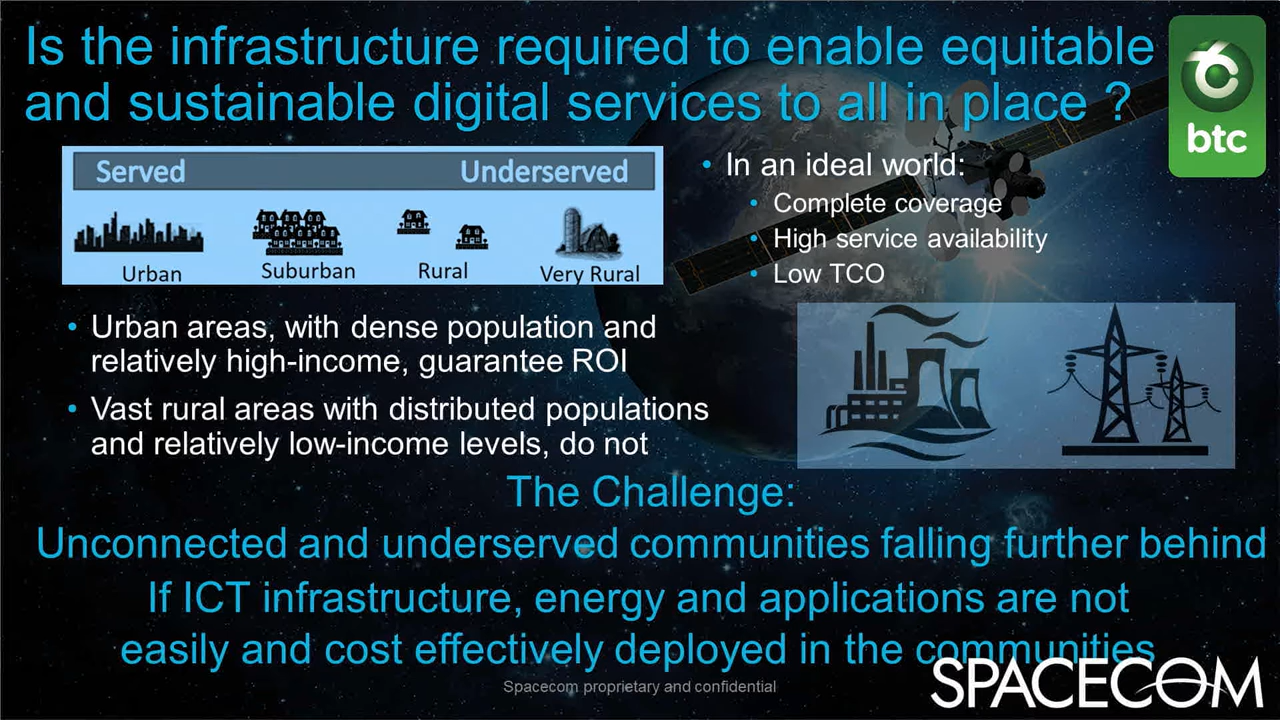 Is the infrastructure required to enable equitable
and sustainable digital services to all in place ?
btc
Served Underserved
Urban Suburban Rural Very Rural
• In an ideal world:
• Complete coverage
• High service availability
• Low TCO
• Urban areas, with dense population and
relatively high-income, guarantee ROI
• Vast rural areas with distributed populations
and relatively low-income levels, do not
The Challenge:
Unconnected and underserved communities falling further behind
If ICT infrastructure, energy and applications are not
easily and cost effectively deployed in the communities
Spacecom proprietary and confidential
SPACECOM